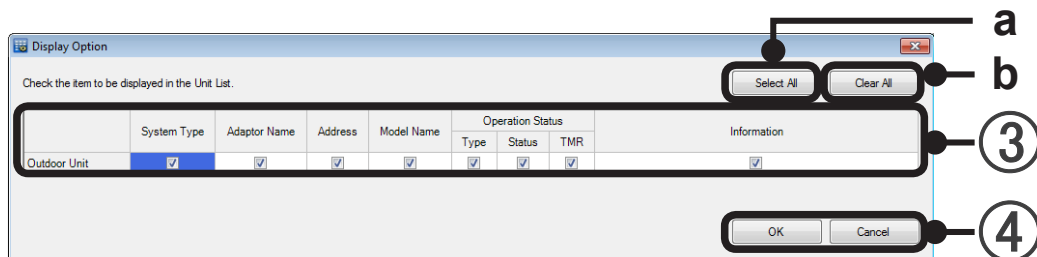 a
Display Option
Check the item to be displayed in the Unit List.
Select All
Clear All
b
System Type
Adaptor Name
Address
Model Name
Operation Status
Information
Type
Status
TMR
③
Outdoor Unit
OK
Cancel
④